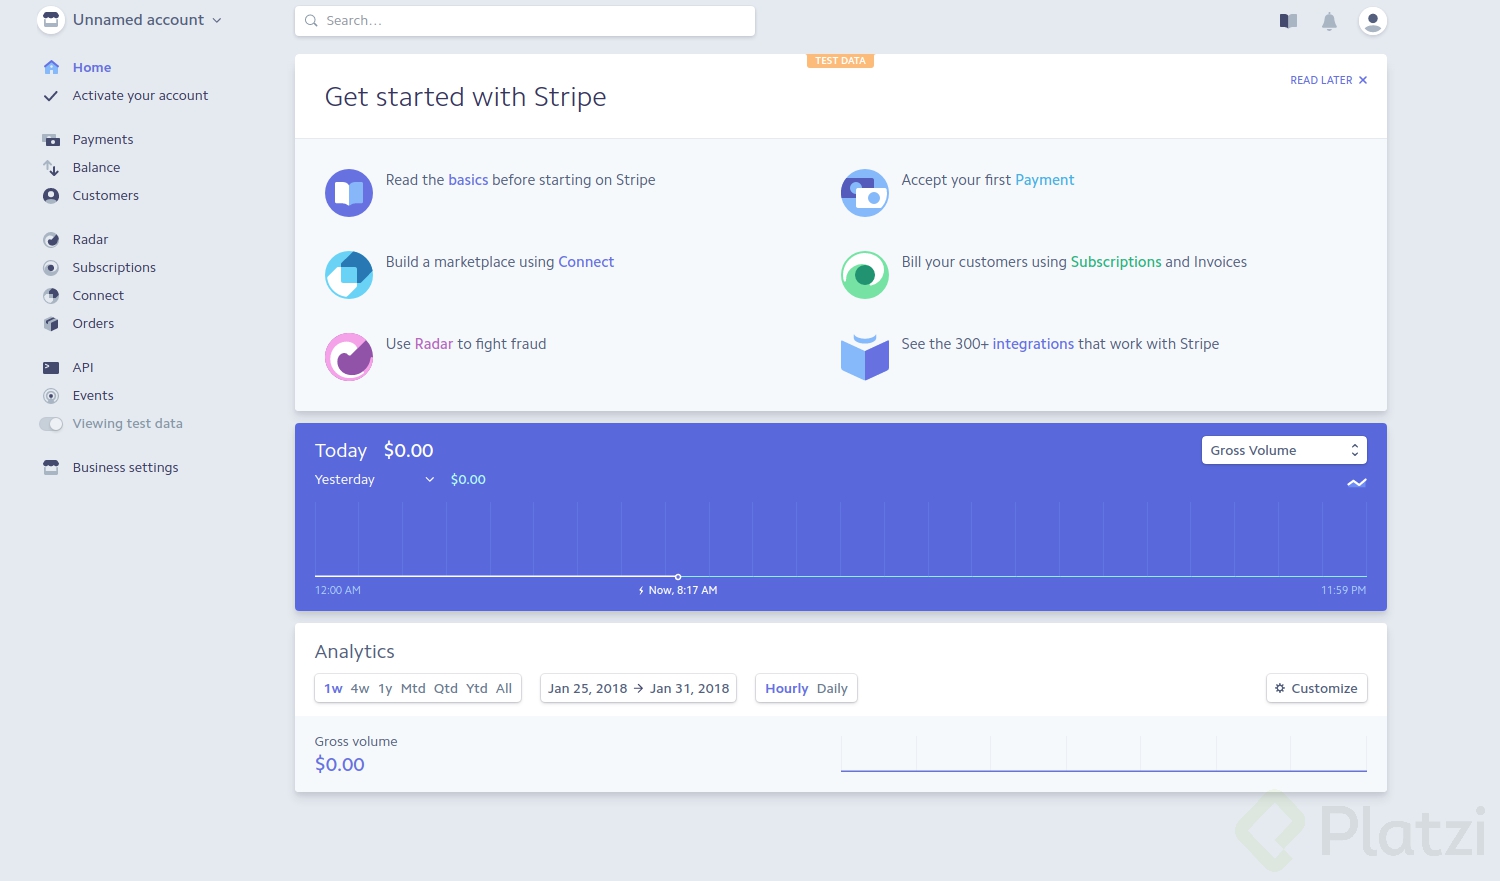 Unnamed account
Search...
Home
Activate your account
Payments
Balance
Customers
Radar
Subscriptions
Connect
Orders
API
Events
Viewing test data
Business settings
TEST DATA
READ LATER
Get started with Stripe
Read the basics before starting on Stripe
Accept your first Payment
Build a marketplace using Connect
Bill your customers using Subscriptions and Invoices
Use Radar to fight fraud
See the 300+ integrations that work with Stripe
Today $0.00
Gross Volume
Yesterday $0.00
12:00 AM
Now, 8:17 AM
11:59 PM
Analytics
1w 4w 1y Mtd Qtd Ytd All
Jan 25, 2018 → Jan 31, 2018
Hourly Daily
Customize
Gross volume
$0.00
Platzi